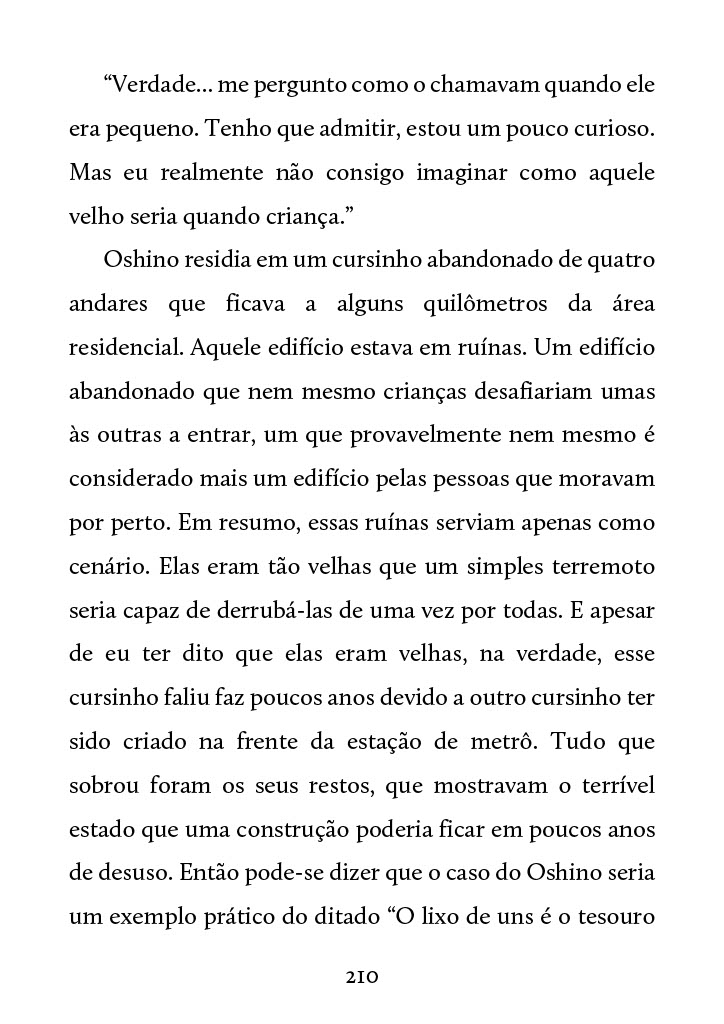 “Verdade... me pergunto como o chamavam quando ele
era pequeno. Tenho que admitir, estou um pouco curioso.
Mas eu realmente não consigo imaginar como aquele
velho seria quando criança.”
Oshino residia em um cursinho abandonado de quatro
andares que ficava a alguns quilômetros da área
residencial. Aquele edifício estava em ruínas. Um edifício
abandonado que nem mesmo crianças desafiariam umas
às outras a entrar, um que provavelmente nem mesmo é
considerado mais um edifício pelas pessoas que moravam
por perto. Em resumo, essas ruínas serviam apenas como
cenário. Elas eram tão velhas que um simples terremoto
seria capaz de derrubá-las de uma vez por todas. E apesar
de eu ter dito que elas eram velhas, na verdade, esse
cursinho faliu faz poucos anos devido a outro cursinho ter
sido criado na frente da estação de metrô. Tudo que
sobrou foram os seus restos, que mostravam o terrível
estado que uma construção poderia ficar em poucos anos
de desuso. Então pode-se dizer que o caso do Oshino seria
um exemplo prático do ditado “O lixo de uns é o tesouro
210